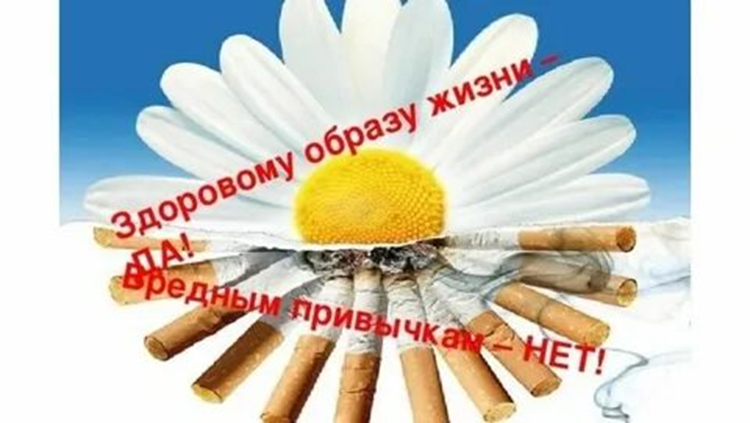 Здоровому образу жизни –
ДА!
Вредным привычкам – НЕТ!